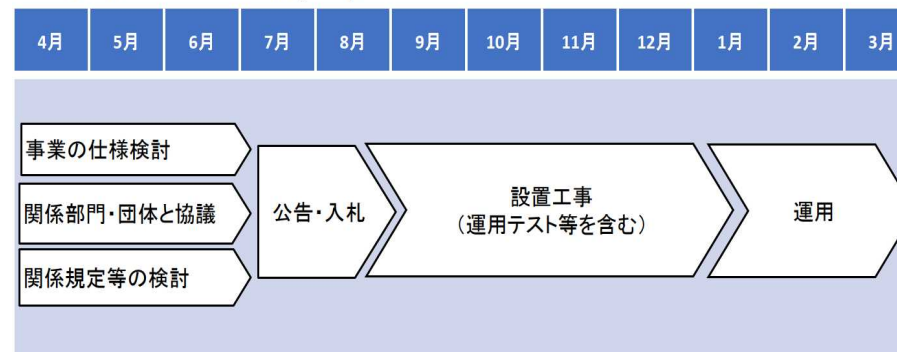 4月 5月 6月 7月 8月 9月 10月 11月 12月 1月 2月 3月
事業の仕様検討
関係部門・団体と協議
関係規定等の検討
公告・入札
設置工事
（運用テスト等を含む）
運用